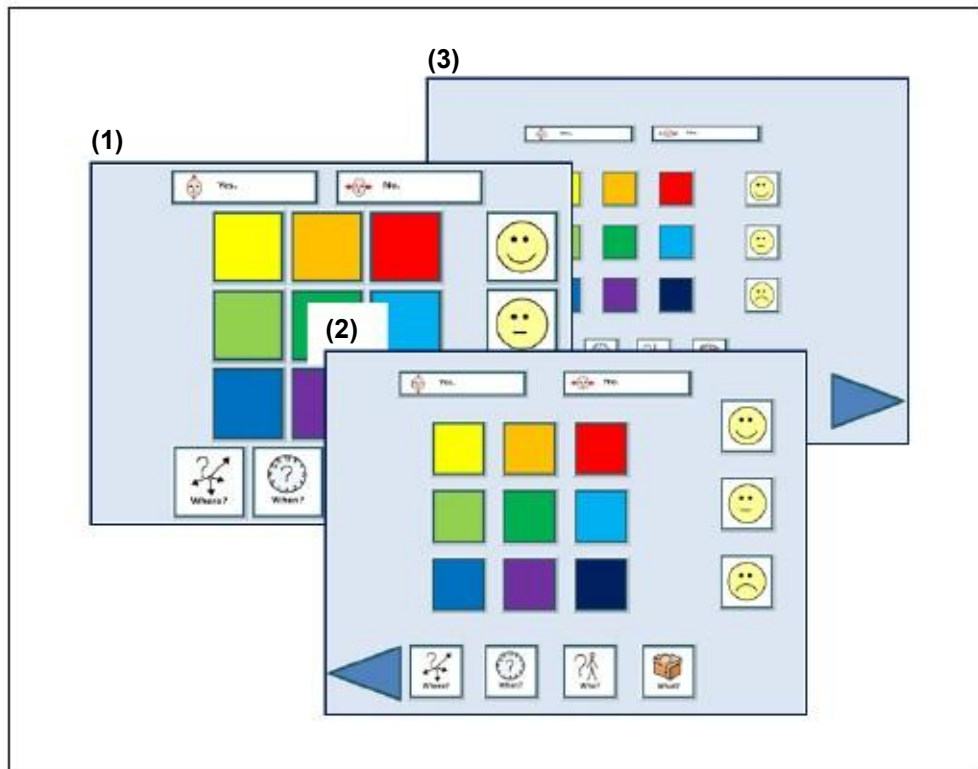 (3)
(1)
Yes.
No.
(2)
Where?
When?
Yes.
No.
Where?
When?
Who?
What?